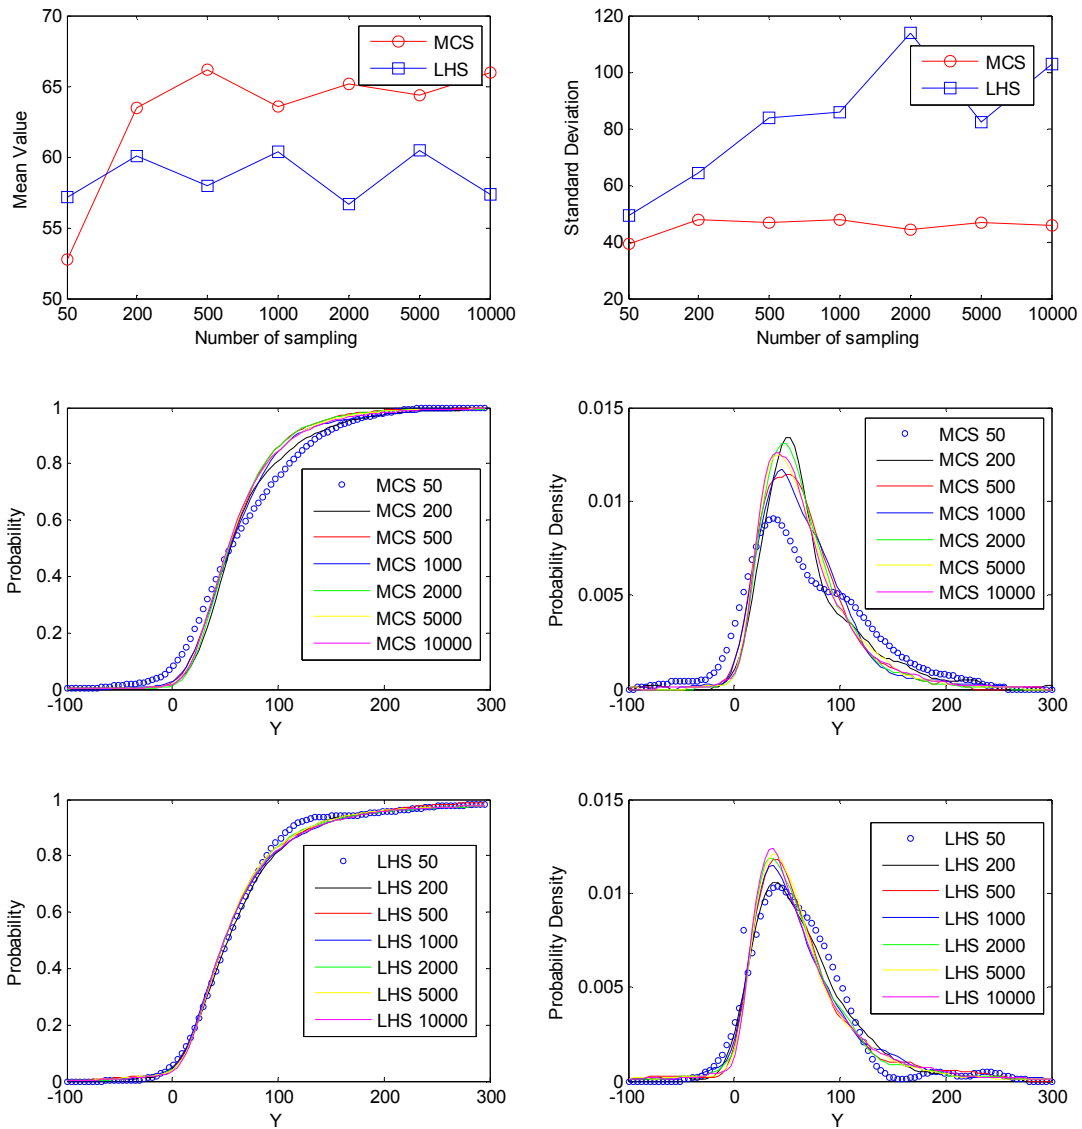 70
65
60
55
50
Mean Value
50 200 500 1000 2000 5000 10000
Number of sampling
MCS
LHS
120
100
80
60
40
20
Standard Deviation
50 200 500 1000 2000 5000 10000
Number of sampling
MCS
LHS
1
0.8
0.6
0.4
0.2
0
Probability
-100 0 100 200 300
Y
MCS 50
MCS 200
MCS 500
MCS 1000
MCS 2000
MCS 5000
MCS 10000
0.015
0.01
0.005
0
Probability Density
-100 0 100 200 300
Y
MCS 50
MCS 200
MCS 500
MCS 1000
MCS 2000
MCS 5000
MCS 10000
1
0.8
0.6
0.4
0.2
0
Probability
-100 0 100 200 300
Y
LHS 50
LHS 200
LHS 500
LHS 1000
LHS 2000
LHS 5000
LHS 10000
0.015
0.01
0.005
0
Probability Density
-100 0 100 200 300
Y
LHS 50
LHS 200
LHS 500
LHS 1000
LHS 2000
LHS 5000
LHS 10000